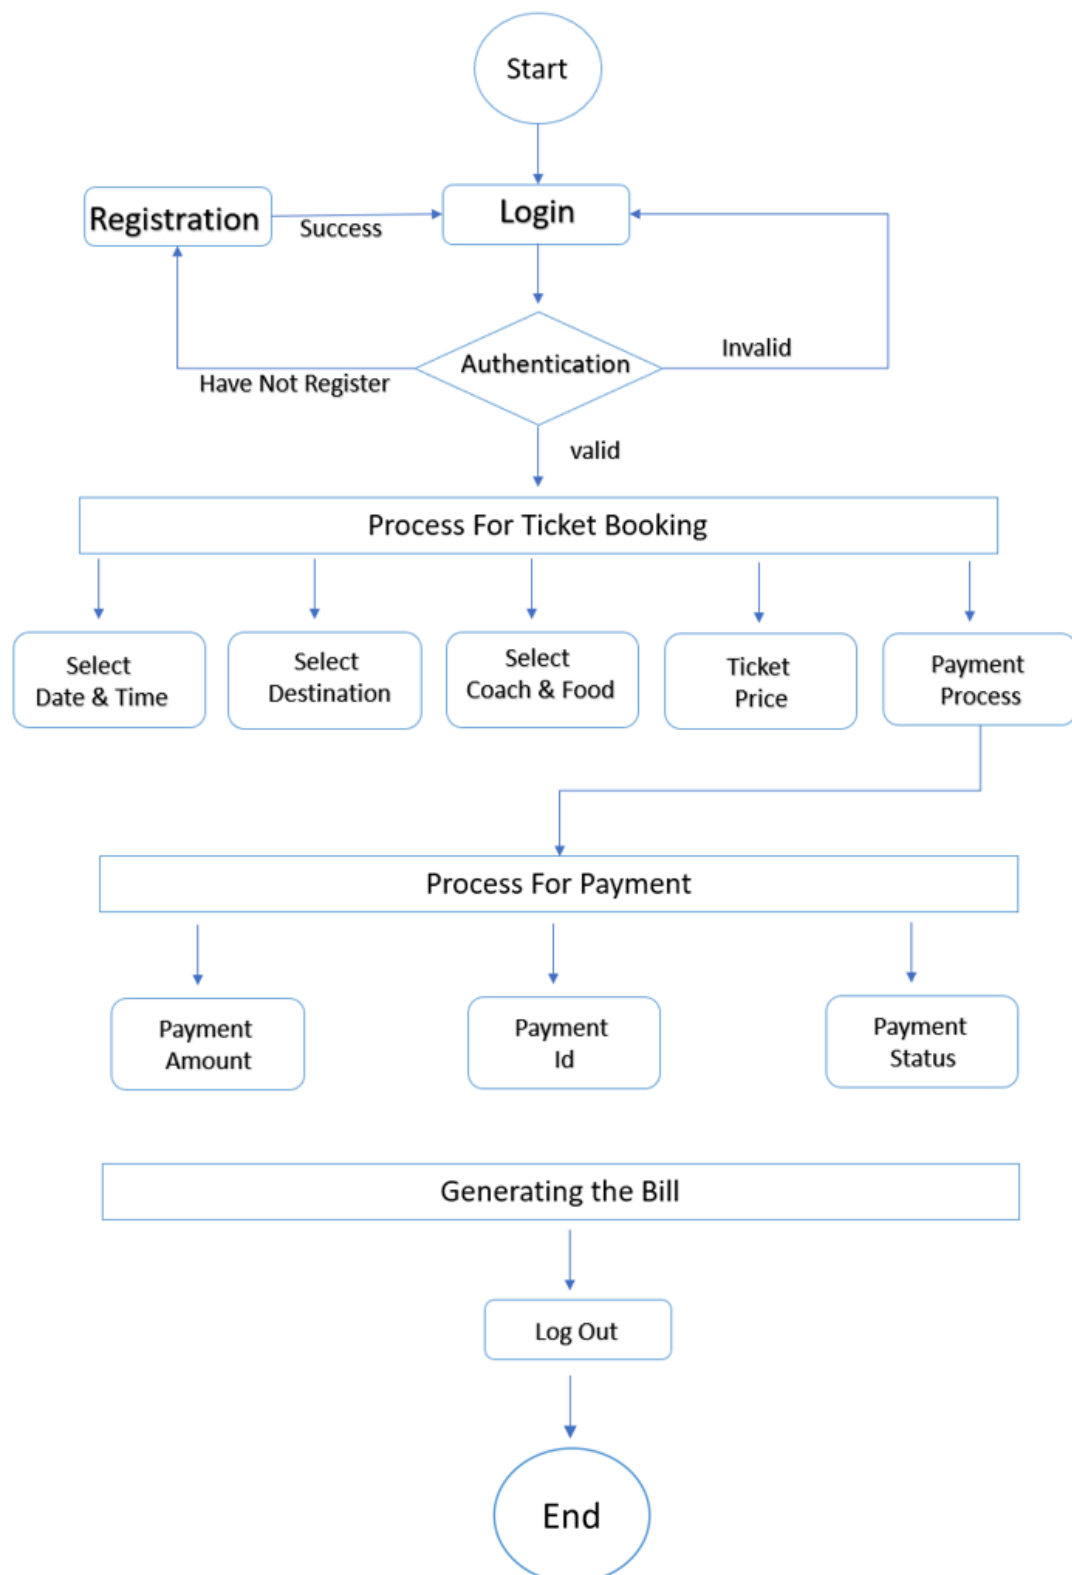 Start
Registration
Success
Login
Authentication
Invalid
Have Not Register
valid
Process For Ticket Booking
Select
Date & Time
Select
Destination
Select
Coach & Food
Ticket
Price
Payment
Process
Process For Payment
Payment
Amount
Payment
Id
Payment
Status
Generating the Bill
Log Out
End